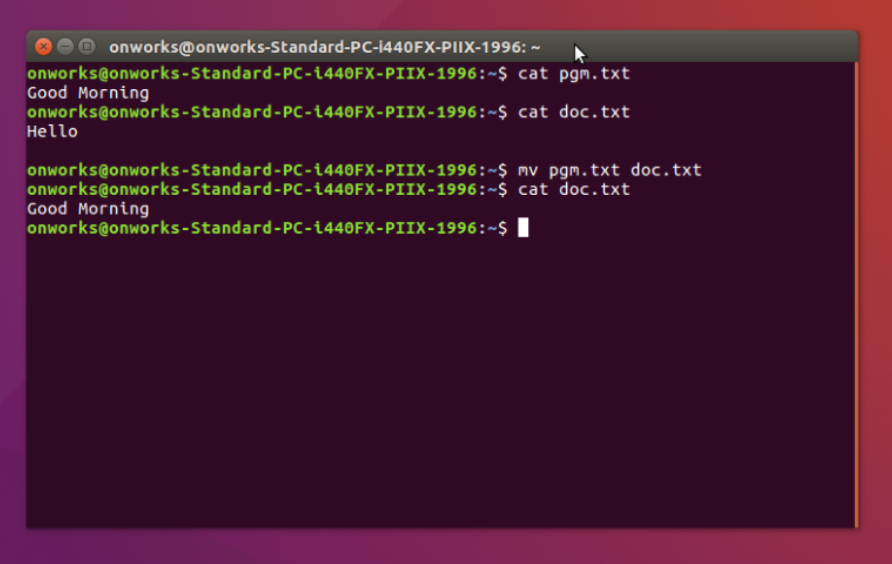 onworks@onworks-Standard-PC-i440FX-PIIX-1996: ~
onworks@onworks-Standard-PC-i440FX-PIIX-1996:~$ cat pgm.txt
Good Morning
onworks@onworks-Standard-PC-i440FX-PIIX-1996:~$ cat doc.txt
Hello
onworks@onworks-Standard-PC-i440FX-PIIX-1996:~$ mv pgm.txt doc.txt
onworks@onworks-Standard-PC-i440FX-PIIX-1996:~$ cat doc.txt
Good Morning
onworks@onworks-Standard-PC-i440FX-PIIX-1996:~$